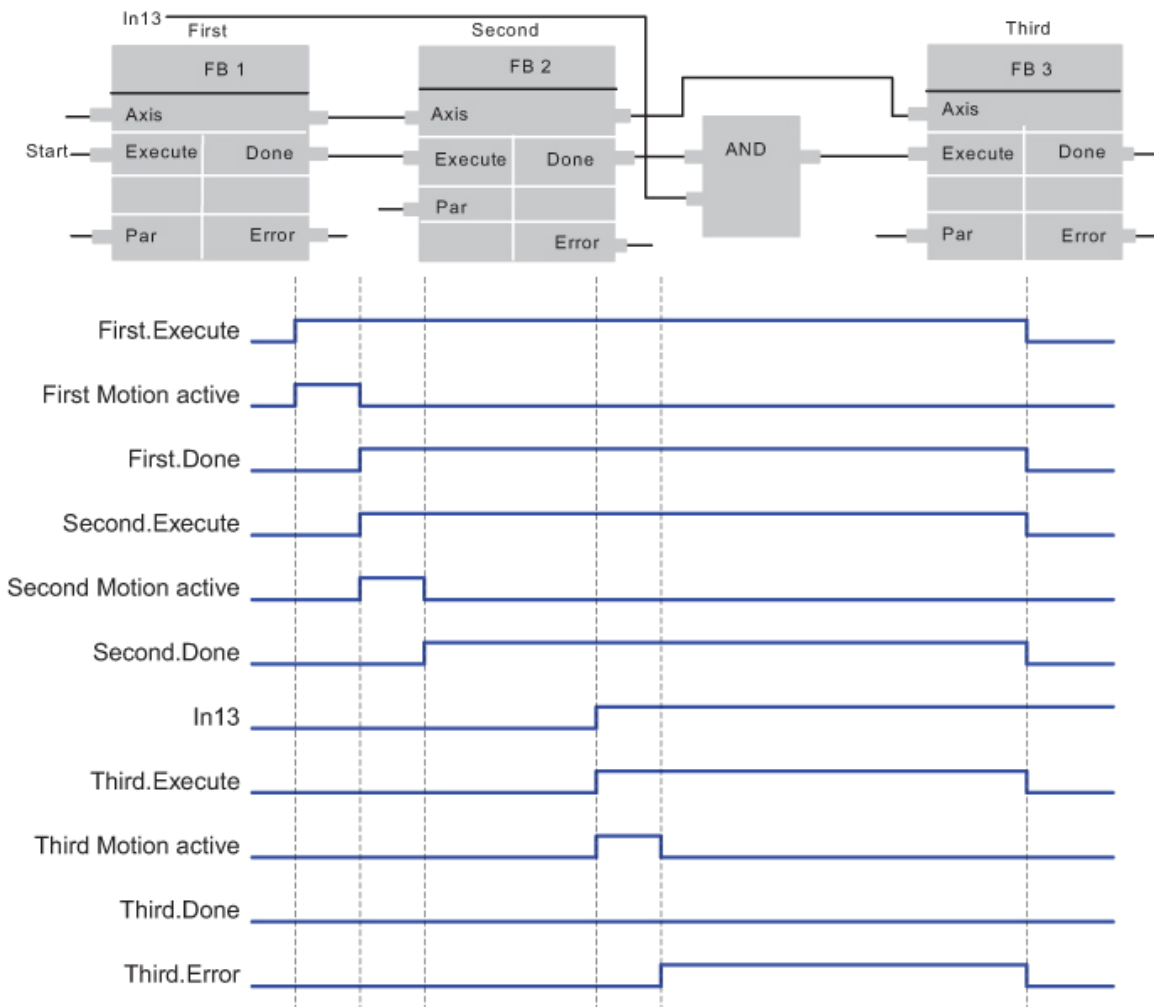 In13
First
Second
Third
FB 1
FB 2
FB 3
Axis
Axis
Axis
Start
Execute
Done
Execute
Done
AND
Execute
Done
Par
Error
Par
Error
Par
Error
First.Execute
First Motion active
First.Done
Second.Execute
Second Motion active
Second.Done
In13
Third.Execute
Third Motion active
Third.Done
Third.Error